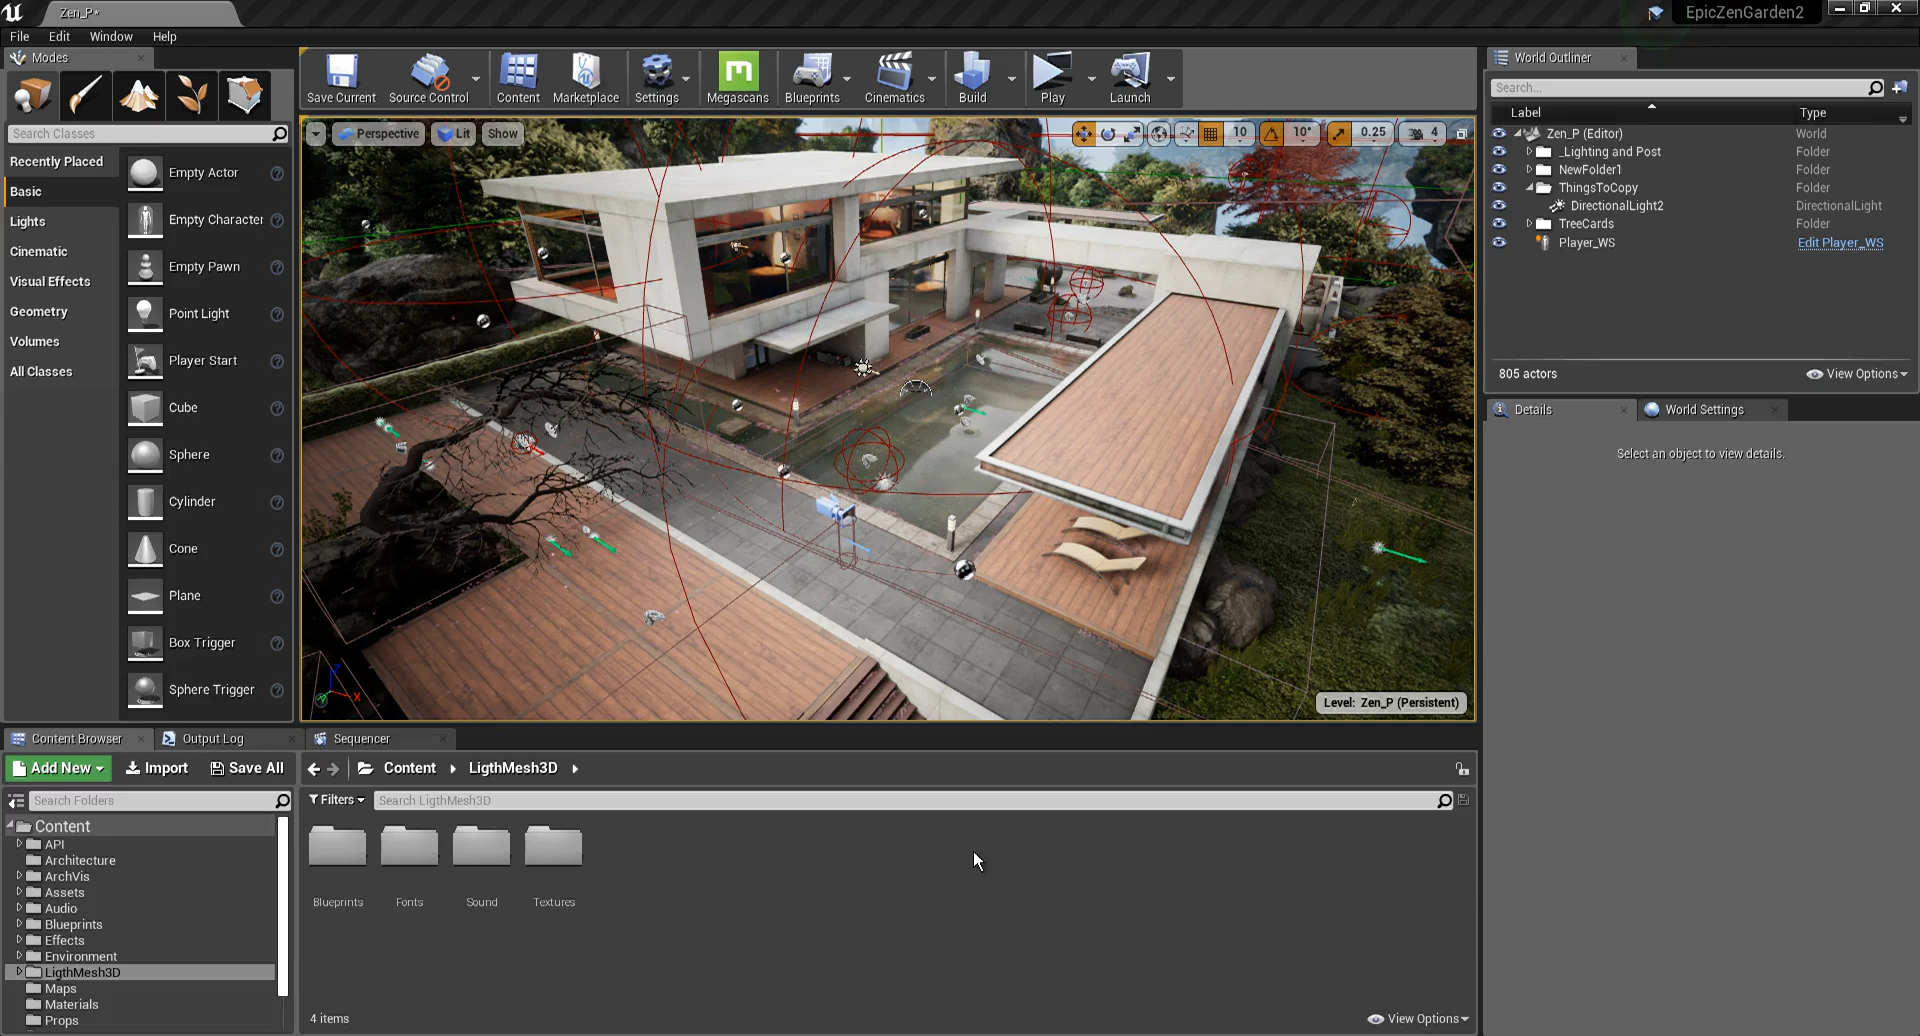 Zen_P•
EpicZenGarden2
File Edit Window Help
Modes
Search Classes
Recently Placed
Basic
Lights
Cinematic
Visual Effects
Geometry
Volumes
All Classes
Empty Actor
Empty Character
Empty Pawn
Point Light
Player Start
Cube
Sphere
Cylinder
Cone
Plane
Box Trigger
Sphere Trigger
Save Current Source Control Content Marketplace Settings Megascans Blueprints Cinematics Build Play Launch
Perspective Lit Show
10 10° 0.25 4
X
Level: Zen_P (Persistent)
World Outliner
Search...
Label Type
Zen_P (Editor) World
_Lighting and Post Folder
NewFolder1 Folder
ThingsToCopy Folder
DirectionalLight2 DirectionalLight
TreeCards Folder
Player_WS Edit Player_WS
805 actors View Options
Details World Settings
Select an object to view details.
Content Browser Output Log Sequencer
Add New Import Save All Content LigthMesh3D
Search Folders
Filters Search LigthMesh3D
Content
API
Architecture
ArchVis
Assets
Audio
Blueprints
Effects
Environment
LigthMesh3D
Maps
Materials
Props
Blueprints Fonts Sound Textures
4 items View Options